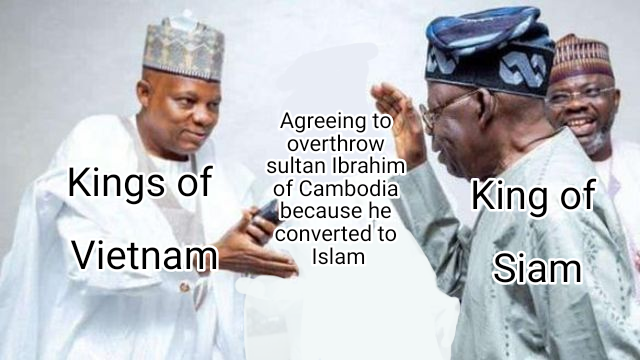 Kings of
Vietnam
Agreeing to
overthrow
sultan Ibrahim
of Cambodia
because he
converted to
Islam
King of
Siam